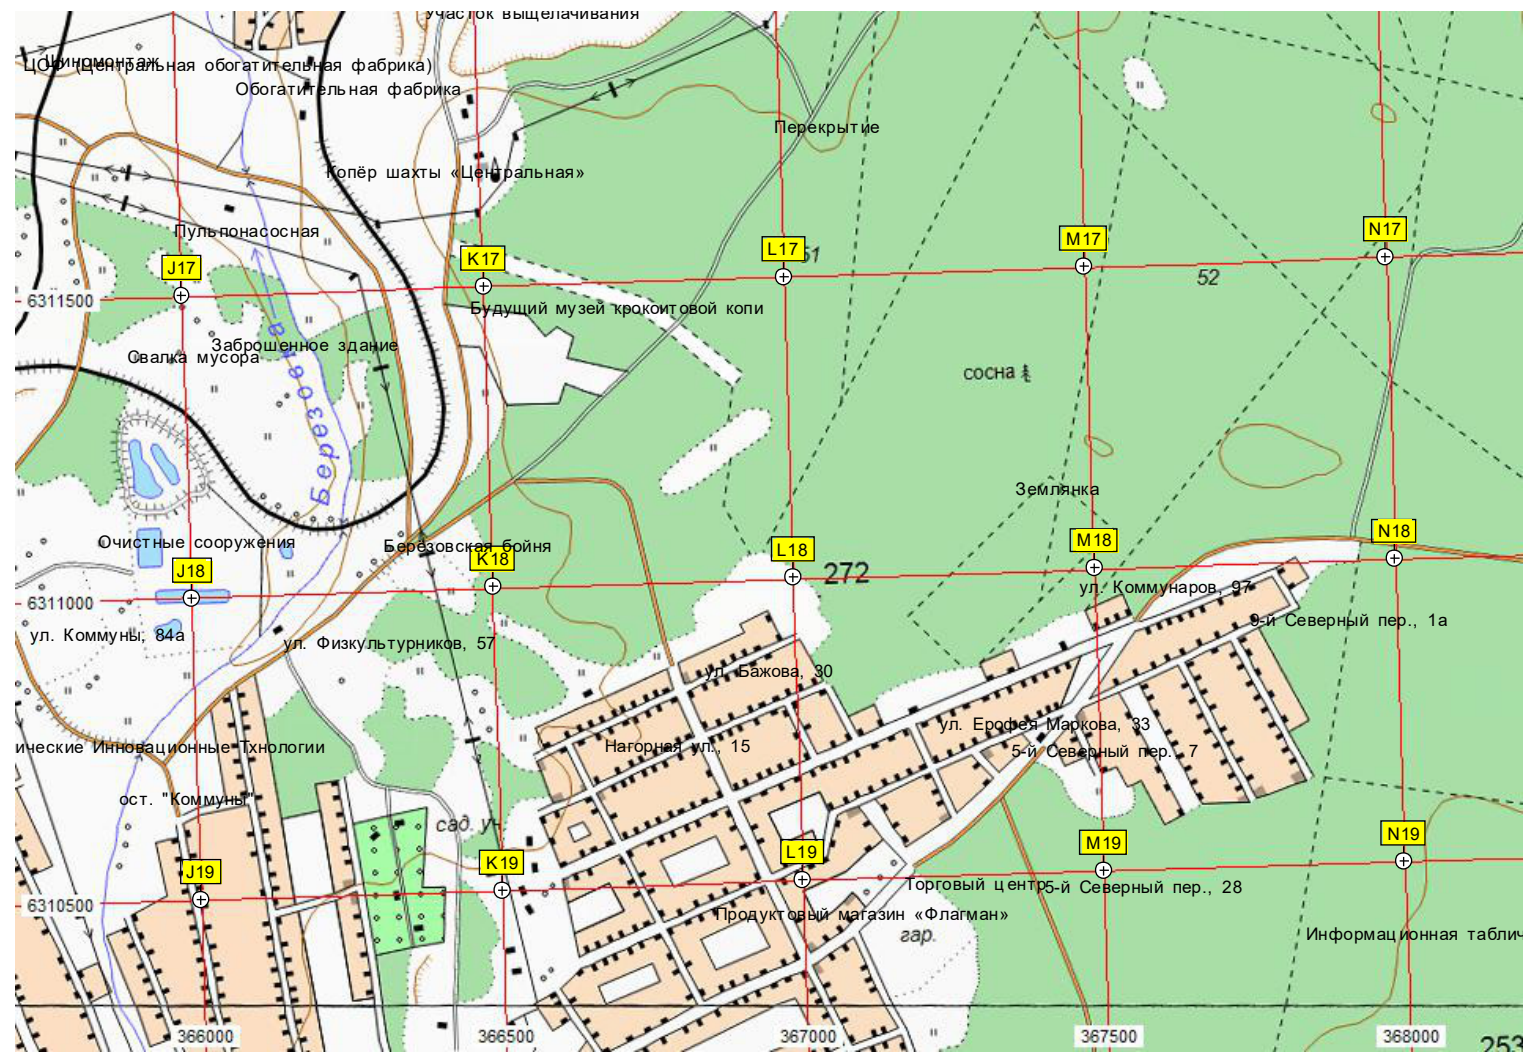 Участок выщелачивания
Шиномонтаж
ЦОФ (Центральная обогатительная фабрика)
Обогатительная фабрика
Перекрытие
Копёр шахты «Центральная»
Пульпонасосная
J17
K17
L17
M17
N17
51
52
6311500
Будущий музей крокоитовой копи
Заброшенное здание
Свалка мусора
Березовка
сосна
Землянка
Очистные сооружения
Берёзовская бойня
J18
K18
L18
M18
N18
272
6311000
ул. Коммунаров, 97
9-й Северный пер., 1а
ул. Коммуны, 84а
ул. Физкультурников, 57
ул. Бажова, 30
ул. Ерофея Маркова, 33
5-й Северный пер., 7
Нагорная ул., 15
ические Инновационные Тхнологии
ост. "Коммуны"
сад. уч
J19
K19
L19
M19
N19
6310500
Торговый центр
5-й Северный пер., 28
Продуктовый магазин «Флагман»
гар.
Информационная таблич
366000
366500
367000
367500
368000
253